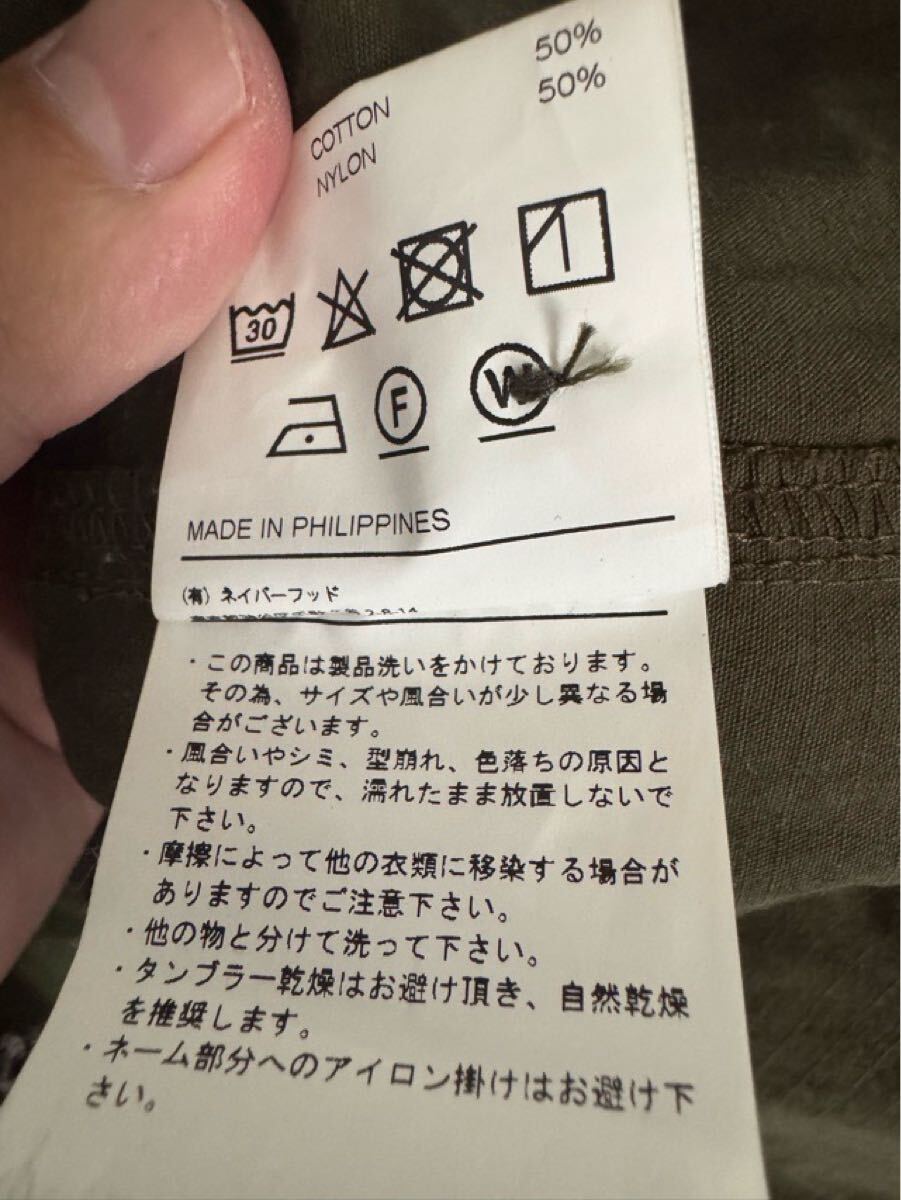 COTTON 50%
NYLON 50%
30
F
W
MADE IN PHILIPPINES
(有) ネイバーフッド
・この商品は製品洗いをかけております。
その為、サイズや風合いが少し異なる場
合がございます。
・風合いやシミ、型崩れ、色落ちの原因と
なりますので、濡れたまま放置しないで
下さい。
・摩擦によって他の衣類に移染する場合が
ありますのでご注意下さい。
・他の物と分けて洗って下さい。
・タンブラー乾燥はお避け頂き、自然乾燥
を推奨します。
・ネーム部分へのアイロン掛けはお避け下
さい。